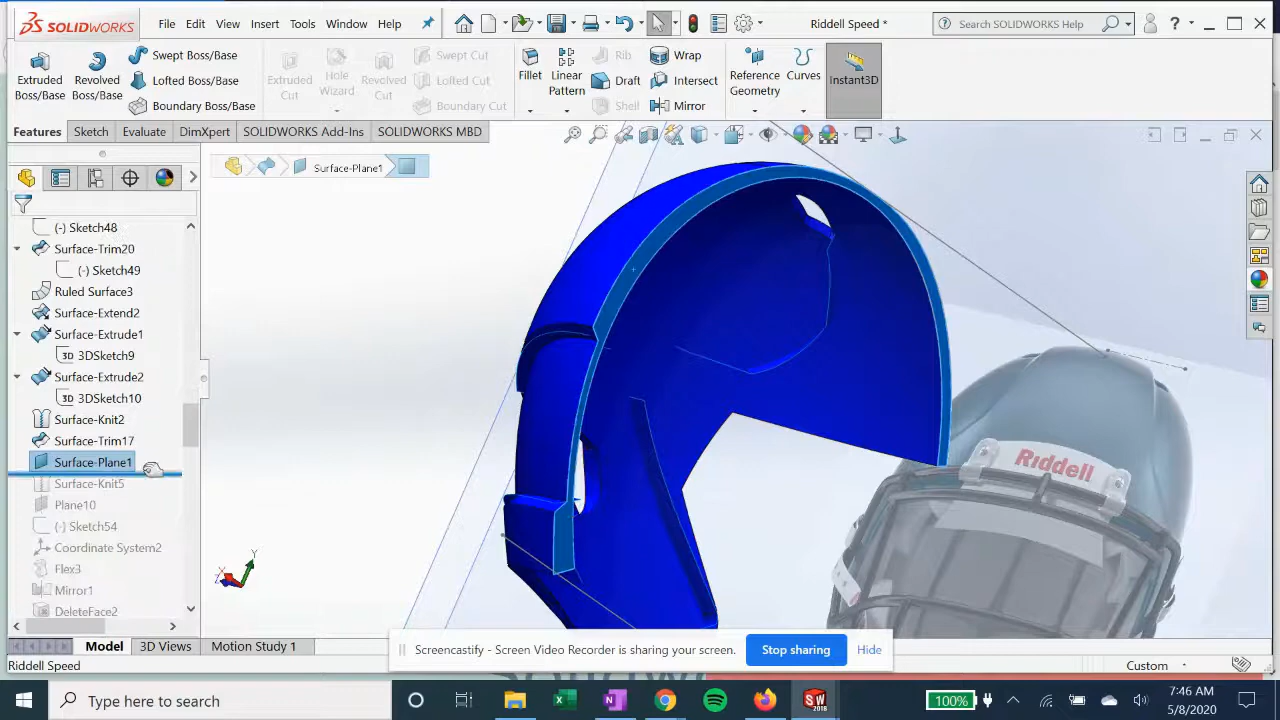 SOLIDWORKS
File Edit View Insert Tools Window Help
Riddell Speed *
Search SOLIDWORKS Help
?
Extruded Boss/Base
Revolved Boss/Base
Swept Boss/Base
Lofted Boss/Base
Boundary Boss/Base
Extruded Cut
Hole Wizard
Revolved Cut
Swept Cut
Lofted Cut
Boundary Cut
Fillet
Linear Pattern
Rib
Draft
Shell
Wrap
Intersect
Mirror
Reference Geometry
Curves
Instant3D
Features Sketch Evaluate DimXpert SOLIDWORKS Add-Ins SOLIDWORKS MBD
Surface-Plane1
(-) Sketch48
Surface-Trim20
(-) Sketch49
Ruled Surface3
Surface-Extend2
Surface-Extrude1
3D 3DSketch9
Surface-Extrude2
3D 3DSketch10
Surface-Knit2
Surface-Trim17
Surface-Plane1
Surface-Knit5
Plane10
(-) Sketch54
Coordinate System2
Flex3
Mirror1
DeleteFace2
Y
X
Z
Riddell
Model 3D Views Motion Study 1
Screencastify - Screen Video Recorder is sharing your screen. Stop sharing Hide
Riddell Speed
Custom
Type here to search
SW
2018
100%
7:46 AM
5/8/2020